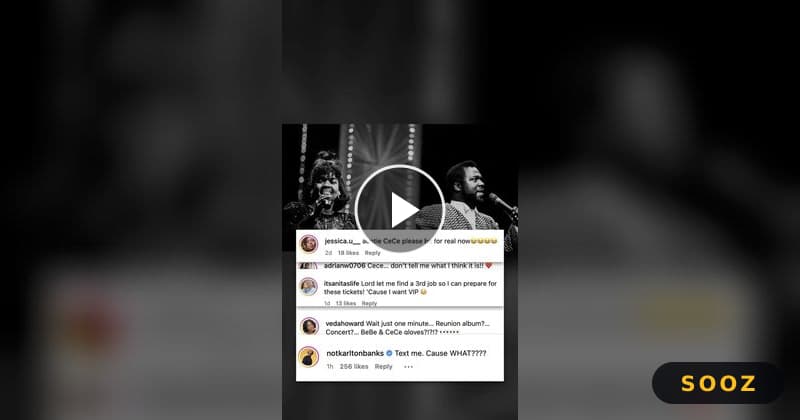 jessica.u__ auntie CeCe please be for real now😂😂😂😂
2d 18 likes Reply
adrianw0706 Cece... don't tell me what I think it is!! ❤️
itsanitaslife Lord let me find a 3rd job so I can prepare for
these tickets! 'Cause I want VIP 😂
1d 13 likes Reply
vedahoward Wait just one minute... Reunion album?...
Concert?... BeBe & CeCe gloves?!?!?
notkarltonbanks Text me. Cause WHAT????
1h 256 likes Reply ...
SOOZ